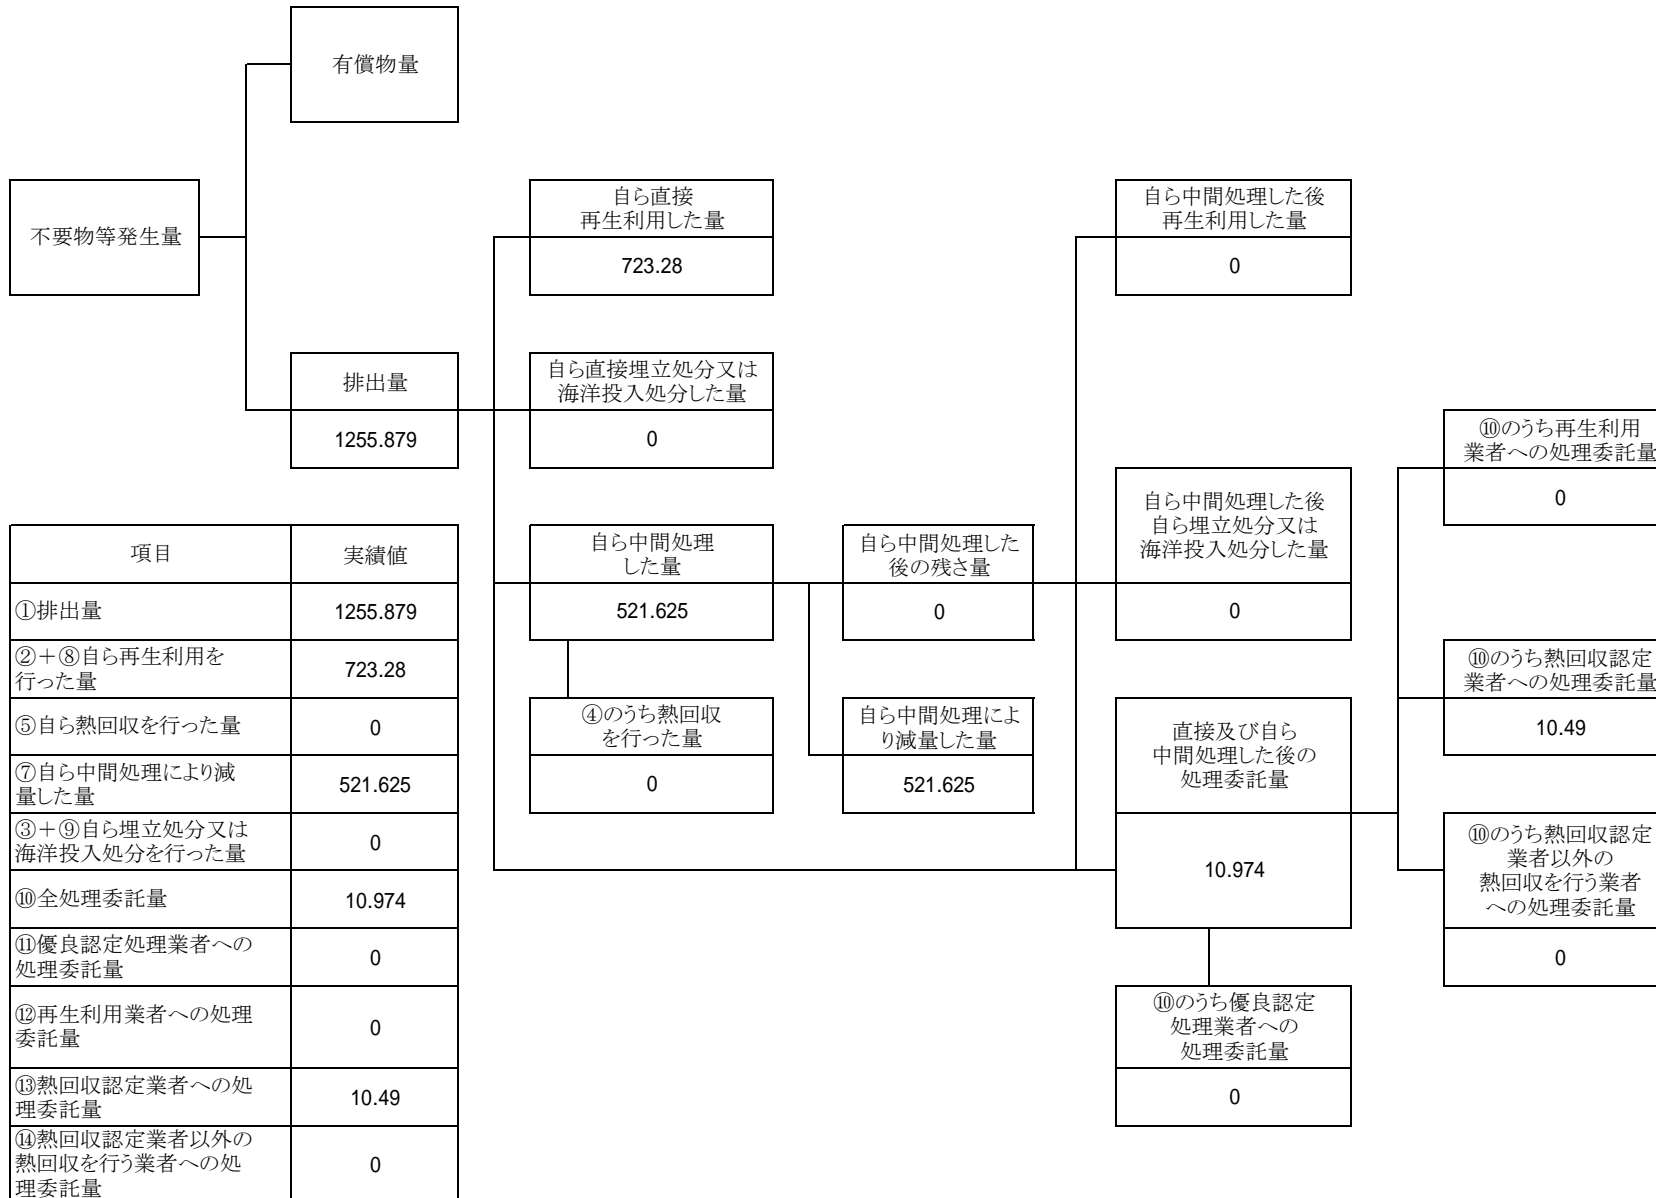 有償物量
不要物等発生量
自ら直接
再生利用した量
723.28
自ら中間処理した後
再生利用した量
0
排出量
1255.879
自ら直接埋立処分又は
海洋投入処分した量
0
⑩のうち再生利用
業者への処理委託量
0
自ら中間処理した後
自ら埋立処分又は
海洋投入処分した量
0
自ら中間処理
した量
521.625
自ら中間処理した
後の残さ量
0
④のうち熱回収
を行った量
0
自ら中間処理によ
り減量した量
521.625
直接及び自ら
中間処理した後の
処理委託量
10.974
⑩のうち熱回収認定
業者への処理委託量
10.49
⑩のうち熱回収認定
業者以外の
熱回収を行う業者
への処理委託量
0
⑩のうち優良認定
処理業者への
処理委託量
0
項目 実績値
①排出量 1255.879
②+⑧自ら再生利用を
行った量 723.28
⑤自ら熱回収を行った量 0
⑦自ら中間処理により減
量した量 521.625
③+⑨自ら埋立処分又は
海洋投入処分を行った量 0
⑩全処理委託量 10.974
⑪優良認定処理業者への
処理委託量 0
⑫再生利用業者への処理
委託量 0
⑬熱回収認定業者への処
理委託量 10.49
⑭熱回収認定業者以外の
熱回収を行う業者への処
理委託量 0